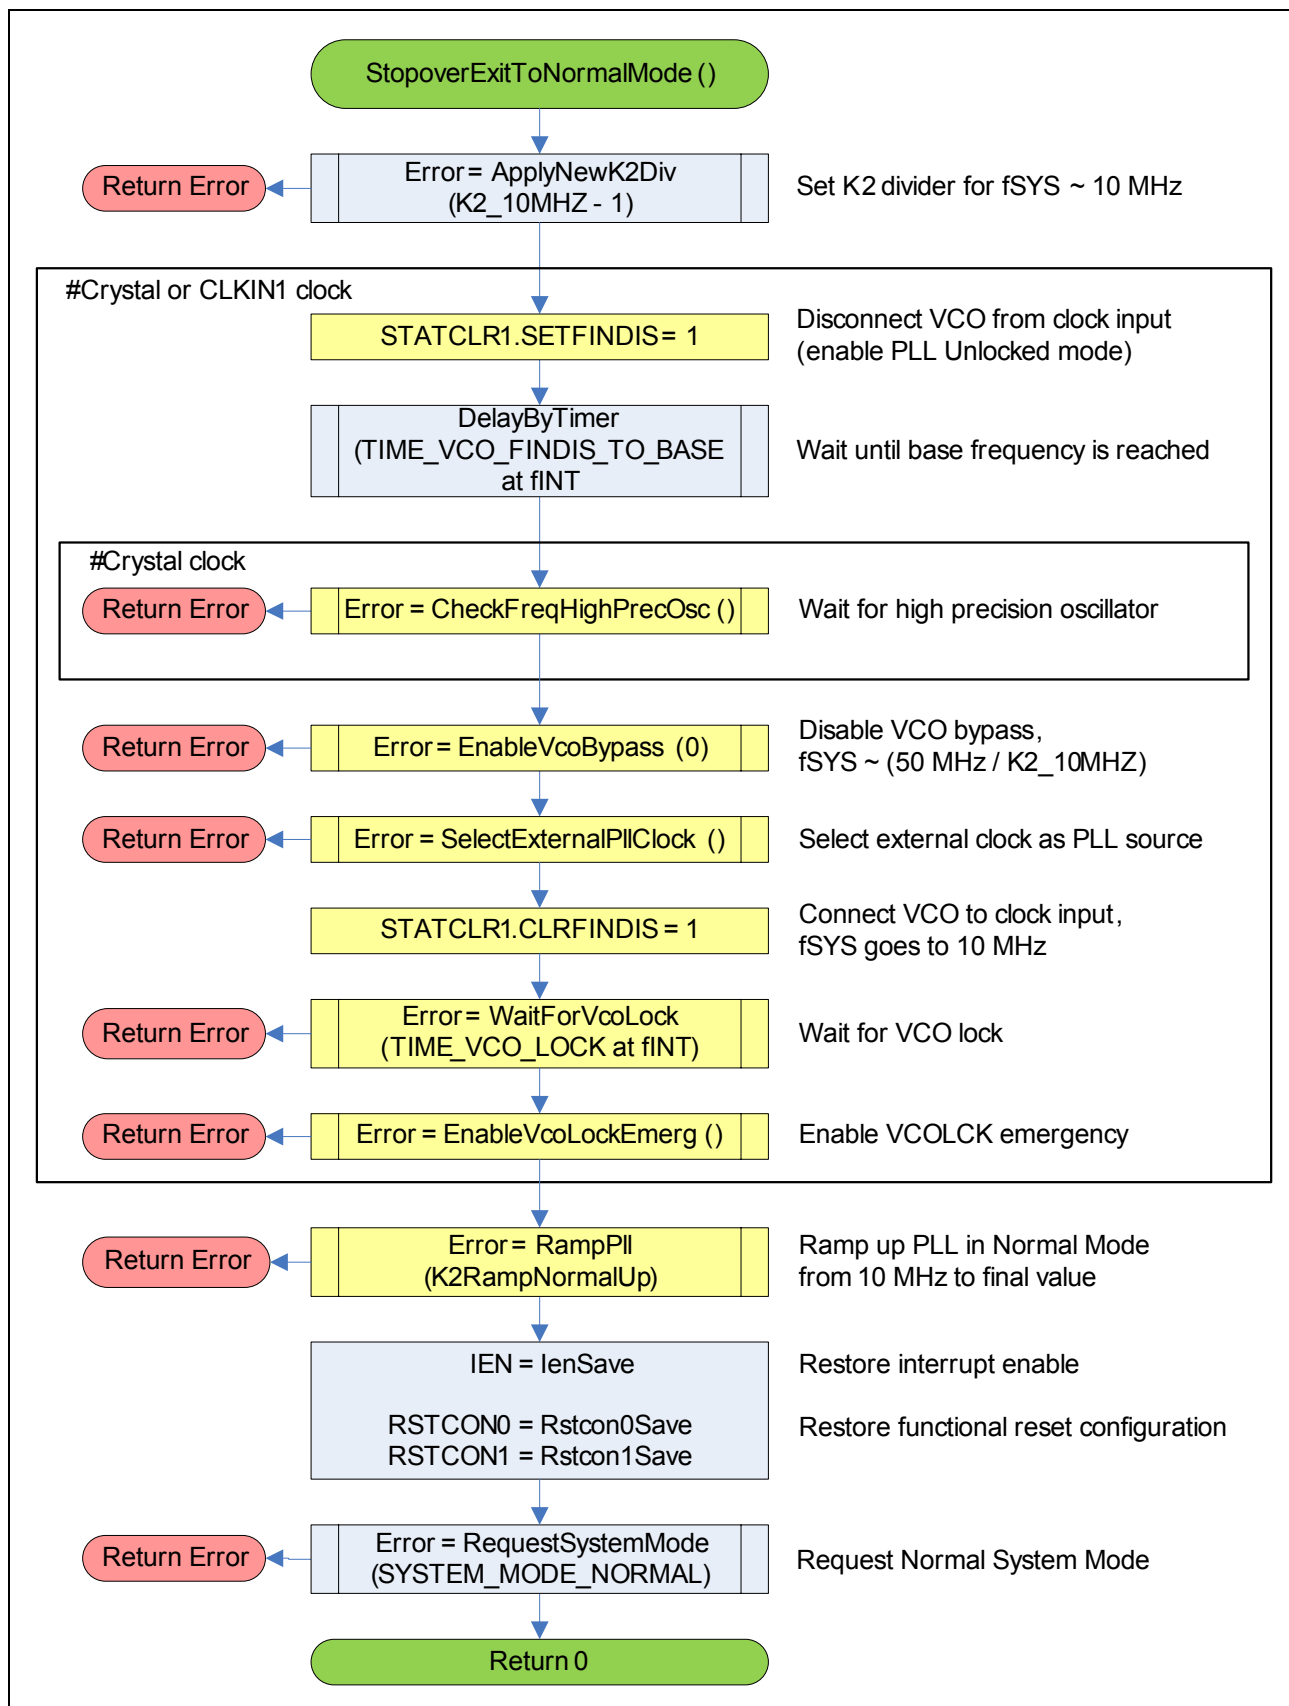 StopoverExitToNormalMode ()
Return Error
Error = ApplyNewK2Div
(K2_10MHZ - 1)
Set K2 divider for fSYS ~ 10 MHz
#Crystal or CLKIN1 clock
STATCLR1.SETFINDIS = 1
Disconnect VCO from clock input
(enable PLL Unlocked mode)
DelayByTimer
(TIME_VCO_FINDIS_TO_BASE
at fINT
Wait until base frequency is reached
#Crystal clock
Return Error
Error = CheckFreqHighPrecOsc ()
Wait for high precision oscillator
Return Error
Error = EnableVcoBypass (0)
Disable VCO bypass,
fSYS ~ (50 MHz / K2_10MHZ)
Return Error
Error = SelectExternalPllClock ()
Select external clock as PLL source
STATCLR1.CLRFINDIS = 1
Connect VCO to clock input,
fSYS goes to 10 MHz
Return Error
Error = WaitForVcoLock
(TIME_VCO_LOCK at fINT)
Wait for VCO lock
Return Error
Error = EnableVcoLockEmerg ()
Enable VCOLCK emergency
Return Error
Error = RampPll
(K2RampNormalUp)
Ramp up PLL in Normal Mode
from 10 MHz to final value
IEN = IenSave
Restore interrupt enable
RSTCON0 = Rstcon0Save
RSTCON1 = Rstcon1Save
Restore functional reset configuration
Return Error
Error = RequestSystemMode
(SYSTEM_MODE_NORMAL)
Request Normal System Mode
Return 0